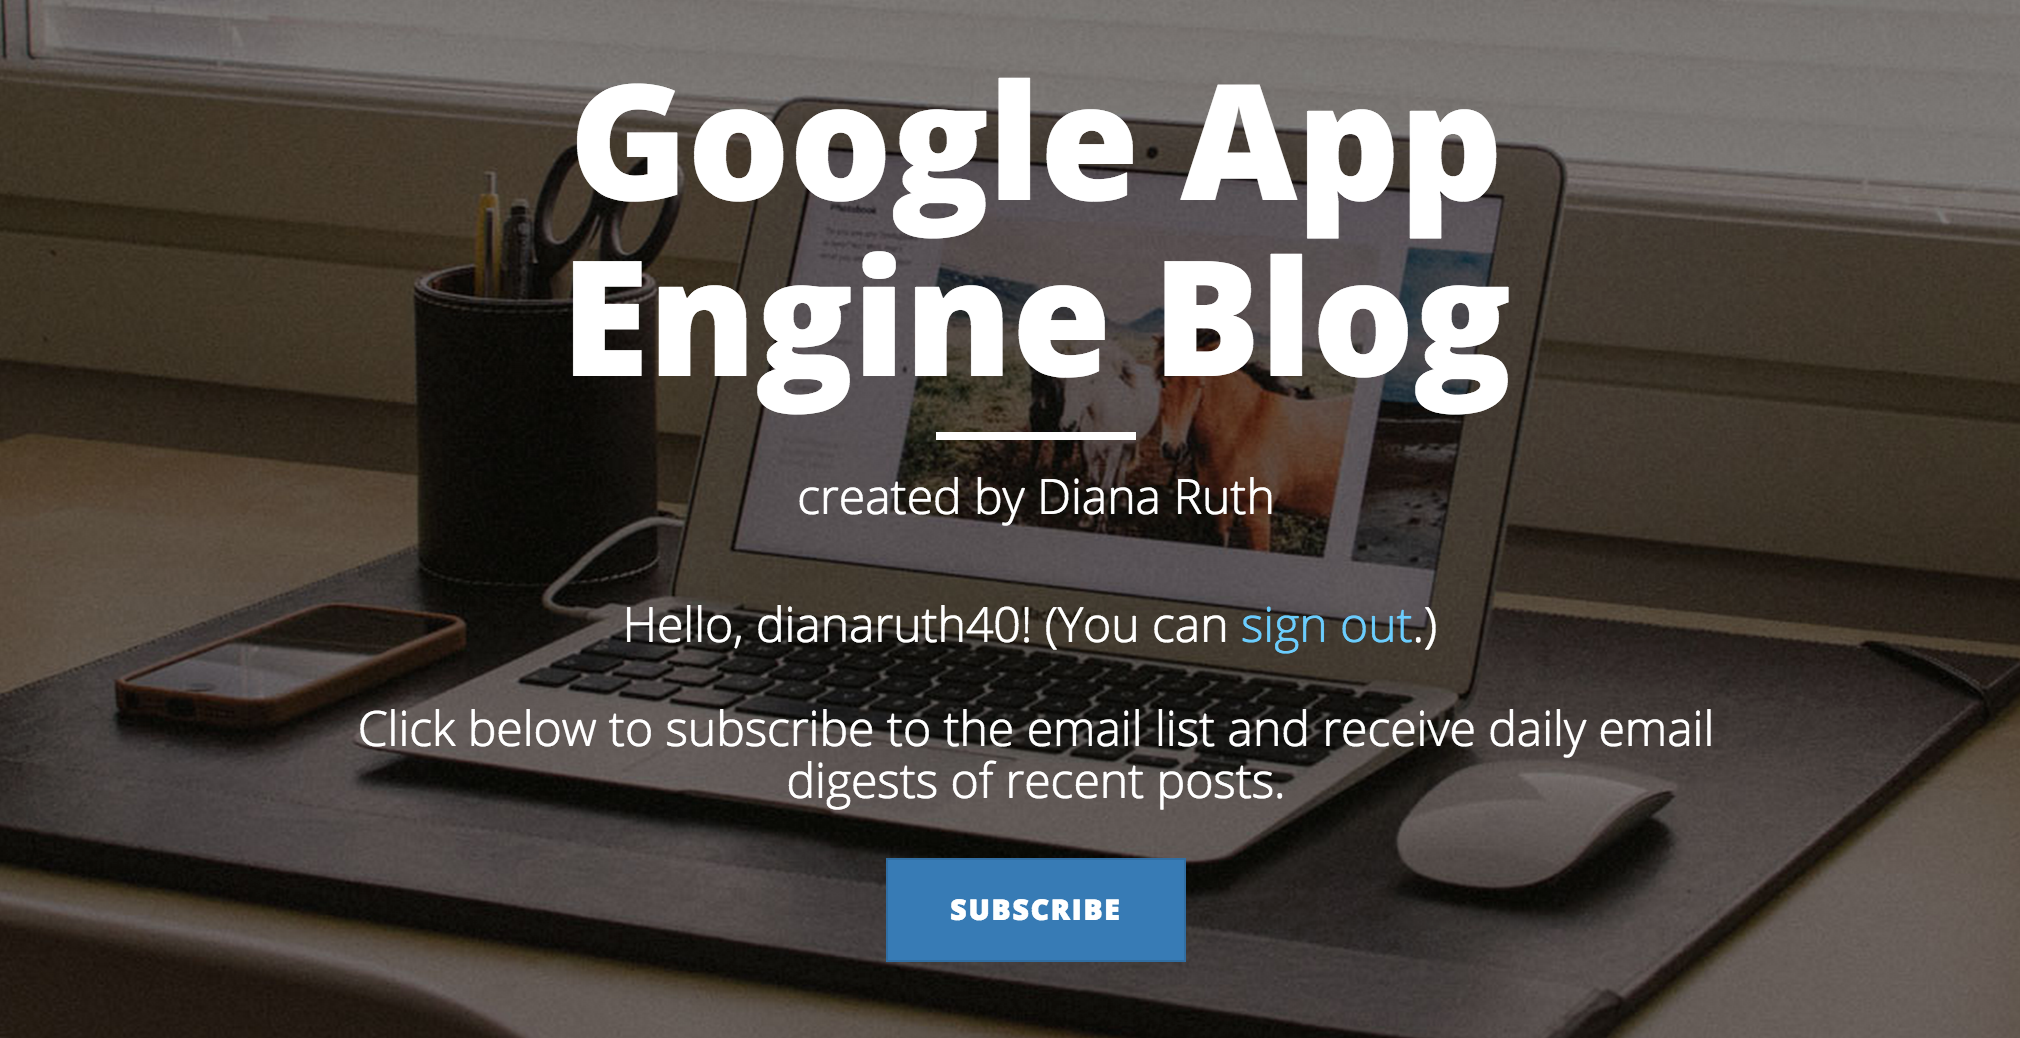 Google App
Engine Blog
created by Diana Ruth
Hello, dianaruth40! (You can sign out.)
Click below to subscribe to the email list and receive daily email
digests of recent posts.
SUBSCRIBE